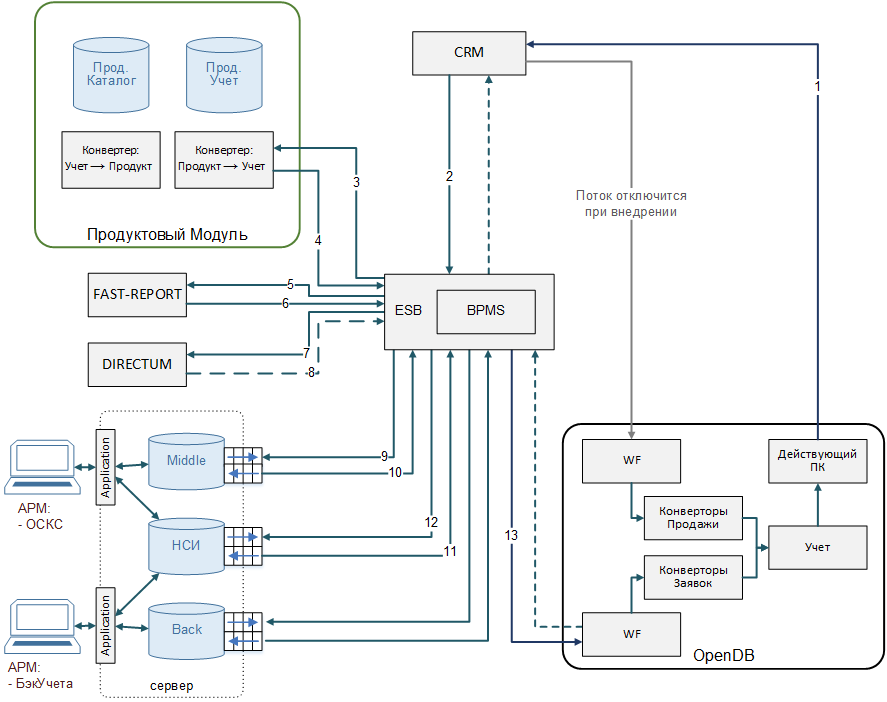 Прод.
Каталог
Прод.
Учет
Конвертер:
Учет → Продукт
Конвертер:
Продукт → Учет
Продуктовый Модуль
CRM
1
2
3
4
Поток отключится
при внедрении
FAST-REPORT
5
6
ESB
BPMS
7
DIRECTUM
8
Application
Middle
9
10
АРМ:
- ОСКС
НСИ
12
11
13
Application
Back
АРМ:
- БэкУчета
сервер
WF
Действующий
ПК
Конверторы
Продажи
Учет
Конверторы
Заявок
WF
OpenDB